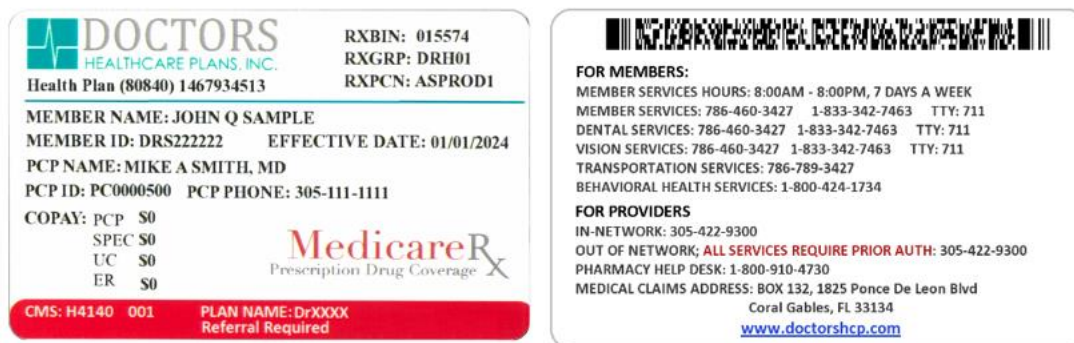 DOCTORS
HEALTHCARE PLANS, INC.
Health Plan (80840) 1467934513
RXBIN: 015574
RXGRP: DRH01
RXPCN: ASPROD1
MEMBER NAME: JOHN Q SAMPLE
MEMBER ID: DRS222222 EFFECTIVE DATE: 01/01/2024
PCP NAME: MIKE A SMITH, MD
PCP ID: PC0000500 PCP PHONE: 305-111-1111
COPAY: PCP $0
SPEC $0
UC $0
ER $0
MedicareRx
Prescription Drug Coverage
CMS: H4140 001 PLAN NAME: DrXXXX
Referral Required
FOR MEMBERS:
MEMBER SERVICES HOURS: 8:00AM - 8:00PM, 7 DAYS A WEEK
MEMBER SERVICES: 786-460-3427 1-833-342-7463 TTY: 711
DENTAL SERVICES: 786-460-3427 1-833-342-7463 TTY: 711
VISION SERVICES: 786-460-3427 1-833-342-7463 TTY: 711
TRANSPORTATION SERVICES: 786-789-3427
BEHAVIORAL HEALTH SERVICES: 1-800-424-1734
FOR PROVIDERS
IN-NETWORK: 305-422-9300
OUT OF NETWORK; ALL SERVICES REQUIRE PRIOR AUTH: 305-422-9300
PHARMACY HELP DESK: 1-800-910-4730
MEDICAL CLAIMS ADDRESS: BOX 132, 1825 Ponce De Leon Blvd
Coral Gables, FL 33134
www.doctorshcp.com